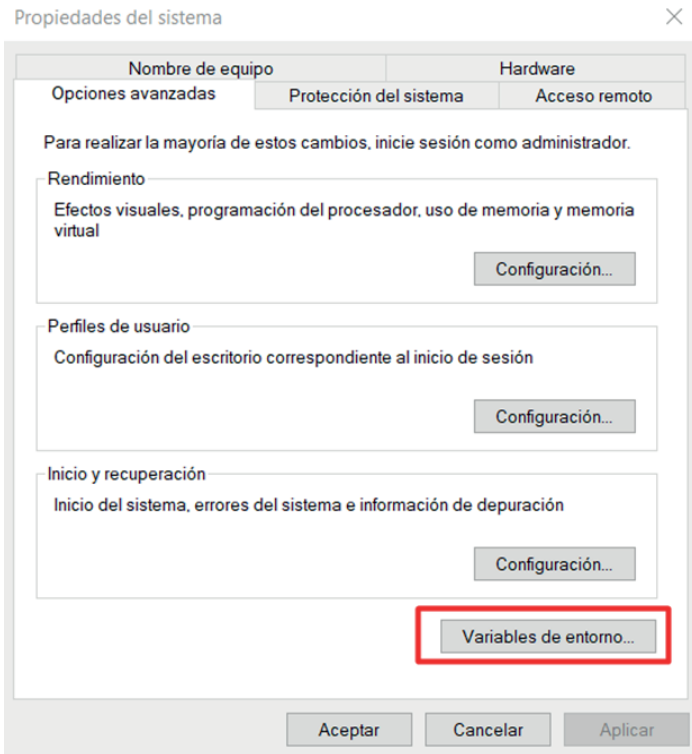 Propiedades del sistema
Nombre de equipo
Hardware
Opciones avanzadas
Protección del sistema
Acceso remoto
Para realizar la mayoría de estos cambios, inicie sesión como administrador.
Rendimiento
Efectos visuales, programación del procesador, uso de memoria y memoria
virtual
Configuración...
Perfiles de usuario
Configuración del escritorio correspondiente al inicio de sesión
Configuración...
Inicio y recuperación
Inicio del sistema, errores del sistema e información de depuración
Configuración...
Variables de entorno...
Aceptar
Cancelar
Aplicar